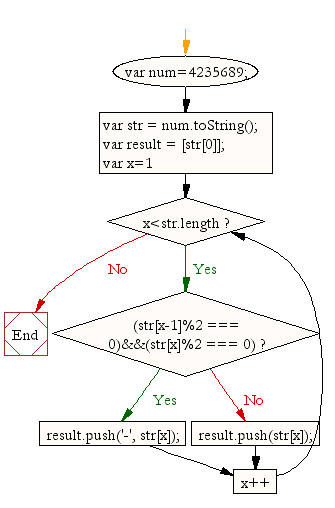 var num=4235689;
var str = num.toString();
var result = [str[0]];
var x=1
x<str.length ?
No
Yes
End
(str[x-1]%2 ===
0)&&(str[x]%2 === 0) ?
Yes
No
result.push('-', str[x]);
result.push(str[x]);
x++